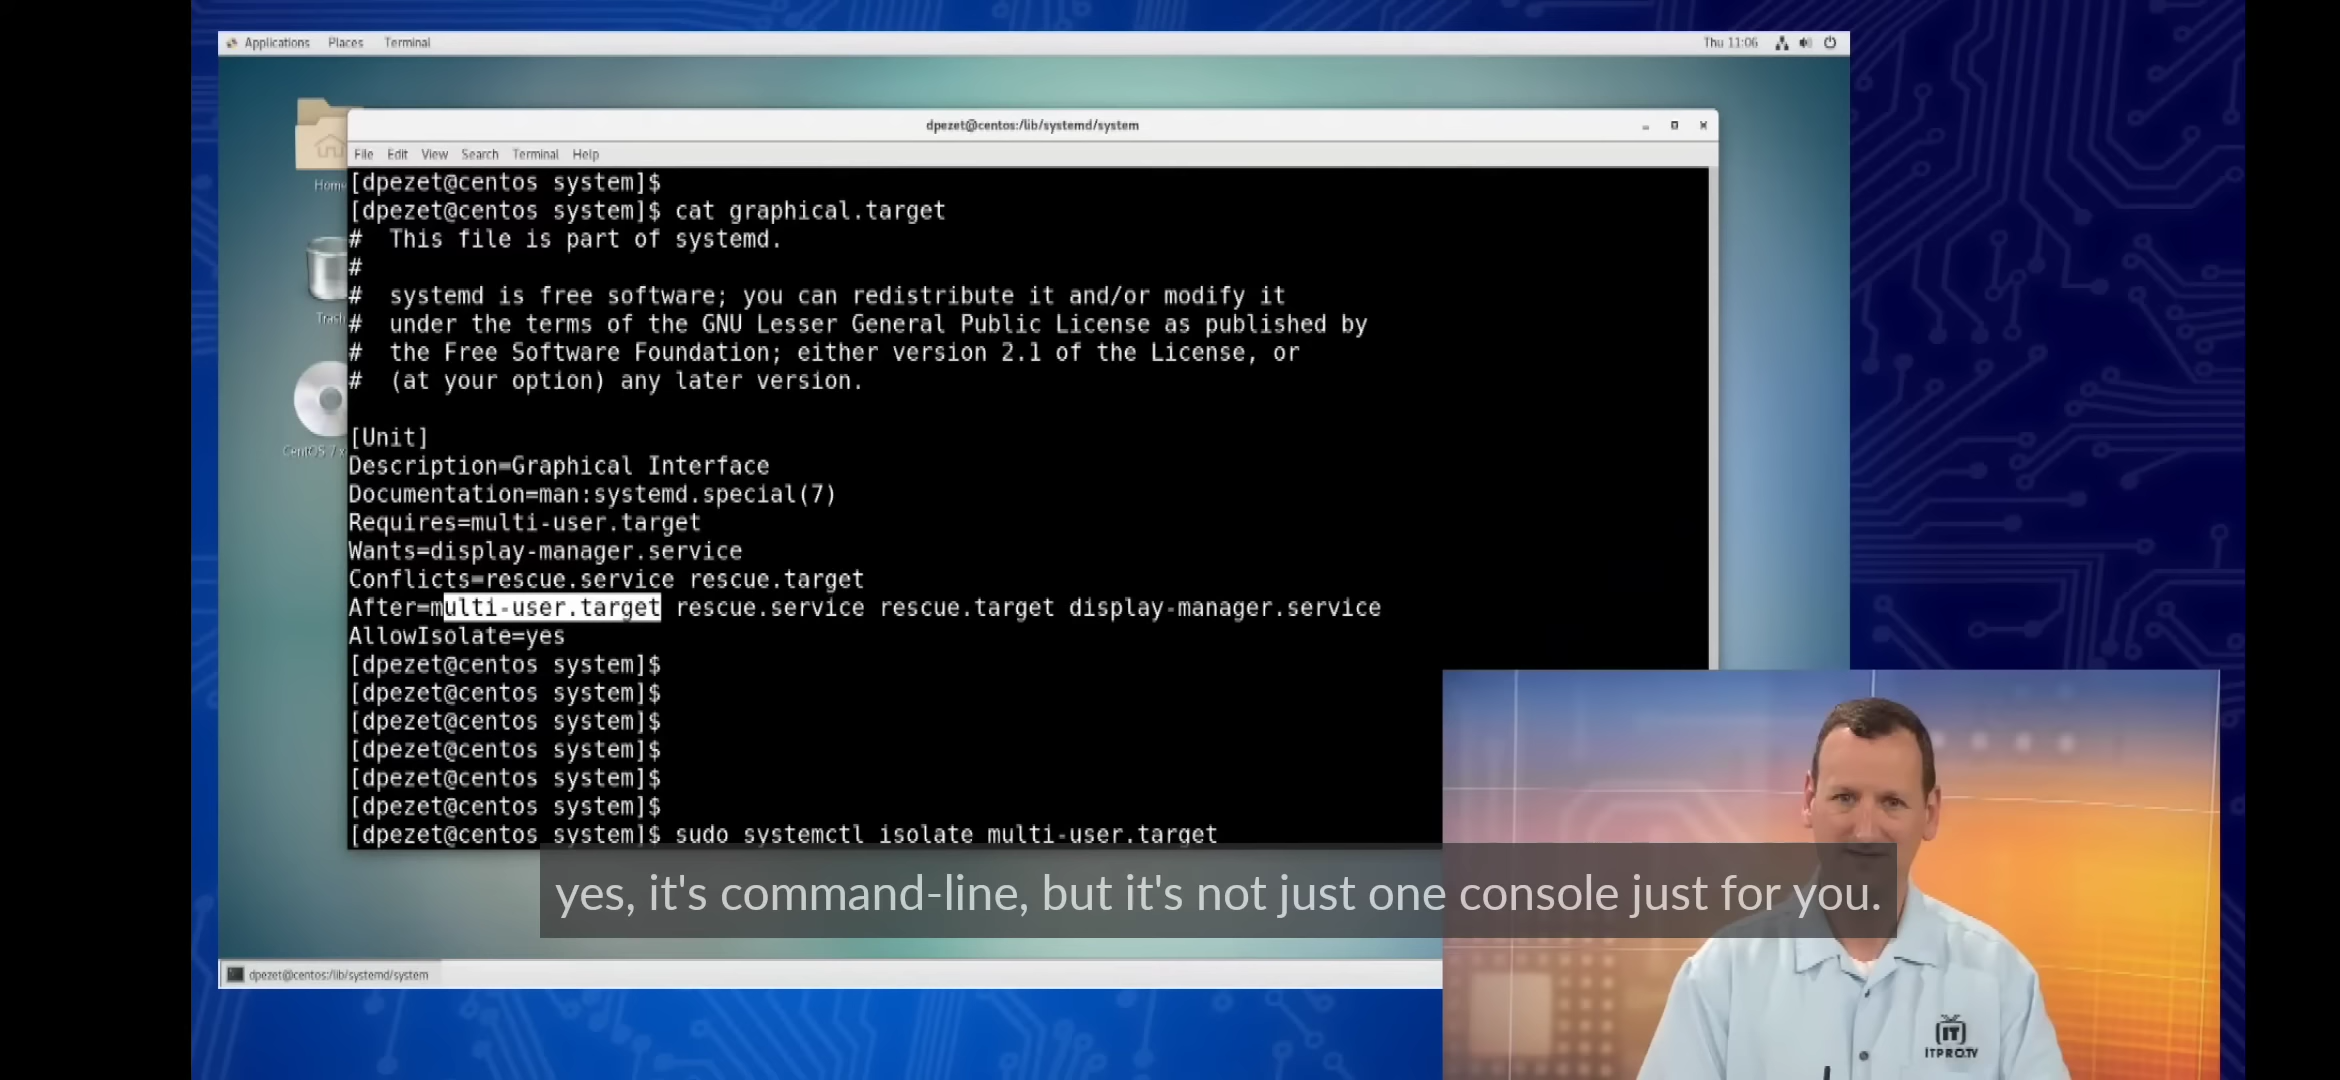 Applications Places Terminal
Thu 11:06
dpezet@centos:/lib/systemd/system
File Edit View Search Terminal Help
Home
Trash
CentOS 7 x
[dpezet@centos system]$
[dpezet@centos system]$ cat graphical.target
#  This file is part of systemd.
#
#  systemd is free software; you can redistribute it and/or modify it
#  under the terms of the GNU Lesser General Public License as published by
#  the Free Software Foundation; either version 2.1 of the License, or
#  (at your option) any later version.
[Unit]
Description=Graphical Interface
Documentation=man:systemd.special(7)
Requires=multi-user.target
Wants=display-manager.service
Conflicts=rescue.service rescue.target
After=multi-user.target rescue.service rescue.target display-manager.service
AllowIsolate=yes
[dpezet@centos system]$
[dpezet@centos system]$
[dpezet@centos system]$
[dpezet@centos system]$
[dpezet@centos system]$
[dpezet@centos system]$
[dpezet@centos system]$ sudo systemctl isolate multi-user.target
yes, it's command-line, but it's not just one console just for you.
dpezet@centos:/lib/systemd/system
IT
ITPRO.TV